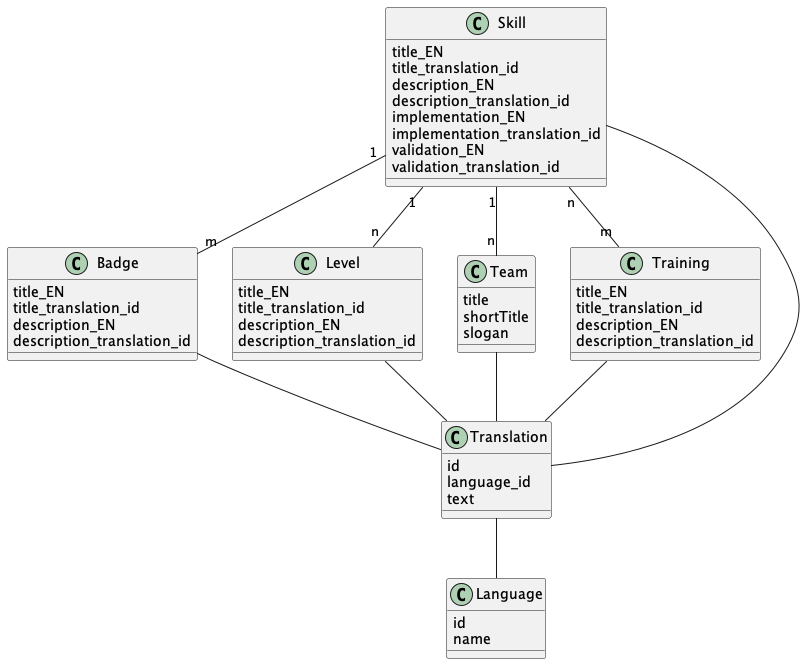 C Skill
title_EN
title_translation_id
description_EN
description_translation_id
implementation_EN
implementation_translation_id
validation_EN
validation_translation_id
1
1
1
n
m
n
n
m
C Badge
title_EN
title_translation_id
description_EN
description_translation_id
C Level
title_EN
title_translation_id
description_EN
description_translation_id
C Team
title
shortTitle
slogan
C Training
title_EN
title_translation_id
description_EN
description_translation_id
C Translation
id
language_id
text
C Language
id
name